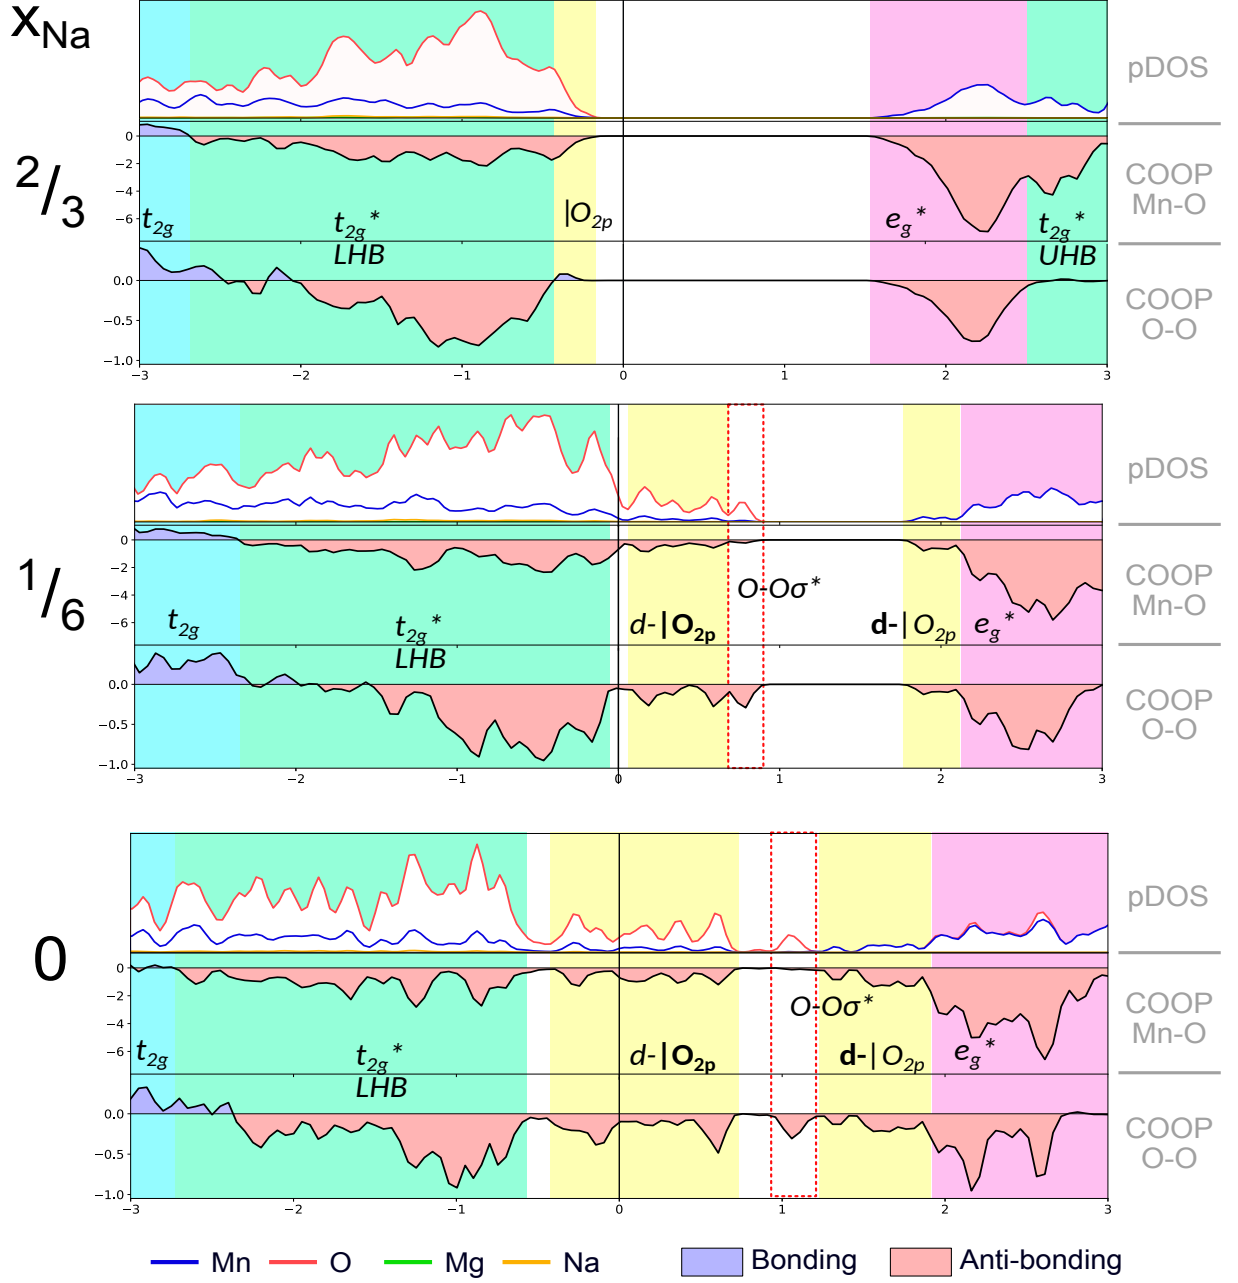 xNa
pDOS
0
−2
−4
−6
COOP
Mn-O
2/3
t2g
t2g*
LHB
|O2p
eg*
t2g*
UHB
0.0
−0.5
−1.0
COOP
O-O
−3 −2 −1 0 1 2 3
pDOS
0
−2
−4
−6
COOP
Mn-O
1/6
O-Oσ*
t2g
t2g*
LHB
d-|O2p
d-|O2p
eg*
0.0
−0.5
−1.0
COOP
O-O
−3 −2 −1 0 1 2 3
pDOS
0
0
−2
−4
−6
COOP
Mn-O
O-Oσ*
t2g
t2g*
LHB
d-|O2p
d-|O2p
eg*
0.0
−0.5
−1.0
COOP
O-O
−3 −2 −1 0 1 2 3
Mn O Mg Na Bonding Anti-bonding